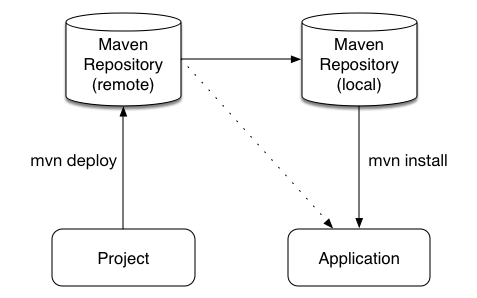 Maven
Repository
(remote)
Maven
Repository
(local)
mvn deploy
mvn install
Project
Application